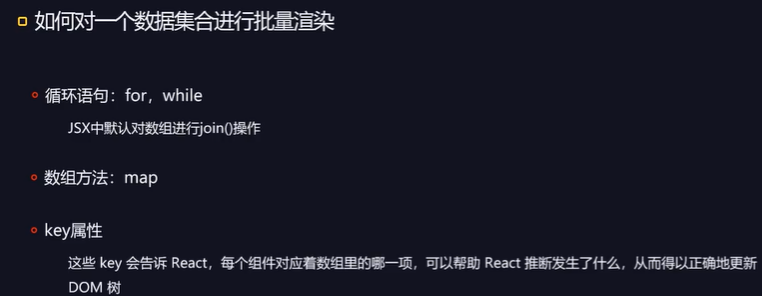 如何对一个数据集合进行批量渲染
循环语句：for，while
JSX中默认对数组进行join()操作
数组方法：map
key属性
这些 key 会告诉 React，每个组件对应着数组里的哪一项，可以帮助 React 推断发生了什么，从而得以正确地更新
DOM 树